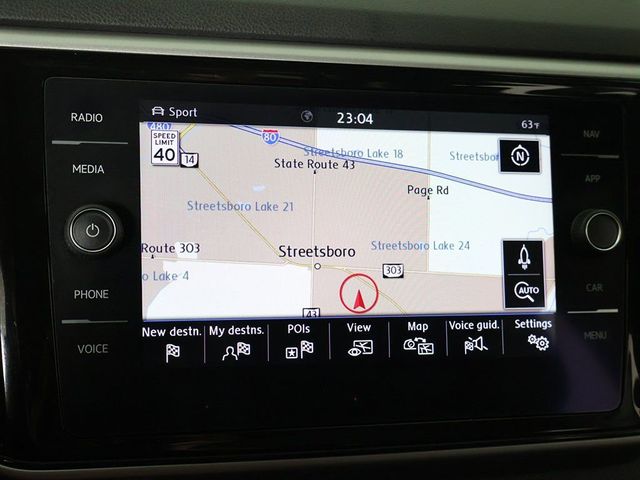 RADIO
MEDIA
PHONE
VOICE
Sport
23:04
63°F
480
SPEED
LIMIT
40
14
80
Streetsboro Lake 18
State Route 43
Streetsbor
N
Page Rd
Streetsboro Lake 21
Route 303
Streetsboro
Streetsboro Lake 24
o Lake 4
303
43
AUTO
New destn.
My destns.
POIs
View
Map
Voice guid.
Settings
NAV
APP
CAR
MENU